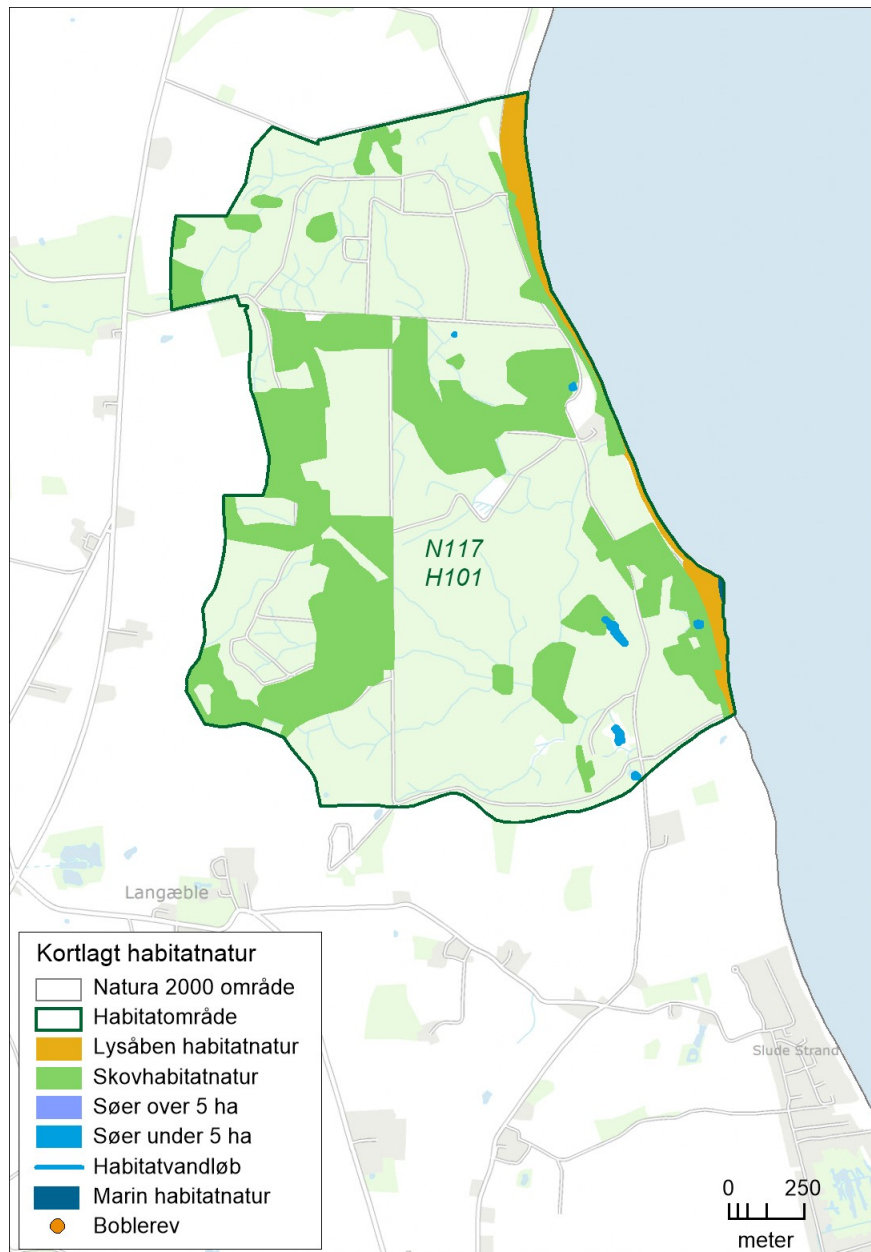 N117
H101
Langæble
Slude Strand
Kortlagt habitatnatur
Natura 2000 område
Habitatområde
Lysåben habitatnatur
Skovhabitatnatur
Søer over 5 ha
Søer under 5 ha
Habitatvandløb
Marin habitatnatur
Boblerev
0 250
meter